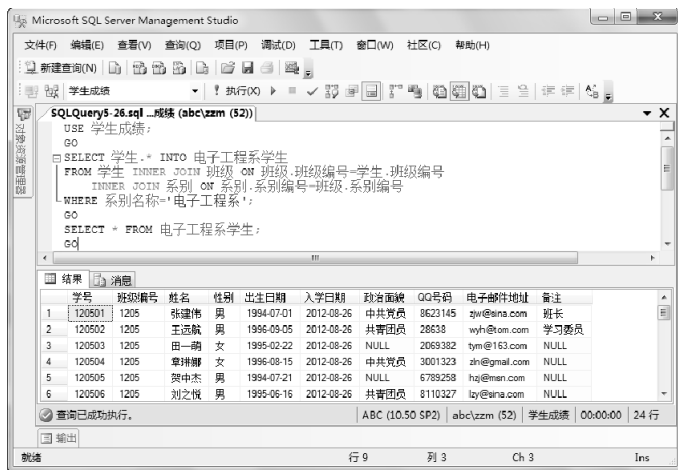 Microsoft SQL Server Management Studio
文件(F) 编辑(E) 查看(V) 查询(Q) 项目(P) 调试(D) 工具(T) 窗口(W) 社区(C) 帮助(H)
新建查询(N)
学生成绩 执行(X)
对象资源管理器
SQLQuery5-26.sql ...成绩 (abc\zzm (52))
USE 学生成绩;
GO
SELECT 学生.* INTO 电子工程系学生
FROM 学生 INNER JOIN 班级 ON 班级.班级编号=学生.班级编号
INNER JOIN 系别 ON 系别.系别编号=班级.系别编号
WHERE 系别名称='电子工程系';
GO
SELECT * FROM 电子工程系学生;
GO
结果 消息
学号 班级编号 姓名 性别 出生日期 入学日期 政治面貌 QQ号码 电子邮件地址 备注
1 120501 1205 张建伟 男 1994-07-01 2012-08-26 中共党员 8623145 zjw@sina.com 班长
2 120502 1205 王远航 男 1996-09-05 2012-08-26 共青团员 28638 wyh@tom.com 学习委员
3 120503 1205 田一萌 女 1995-02-22 2012-08-26 NULL 2069382 tym@163.com NULL
4 120504 1205 章琳娜 女 1996-08-15 2012-08-26 中共党员 3001323 zln@gmail.com NULL
5 120505 1205 贺中杰 男 1994-07-21 2012-08-26 NULL 6789258 hzj@msn.com NULL
6 120506 1205 刘之悦 男 1995-06-16 2012-08-26 共青团员 8110327 lzy@sina.com NULL
查询已成功执行。 ABC (10.50 SP2) abc\zzm (52) 学生成绩 00:00:00 24 行
输出
就绪 行 9 列 3 Ch 3 Ins